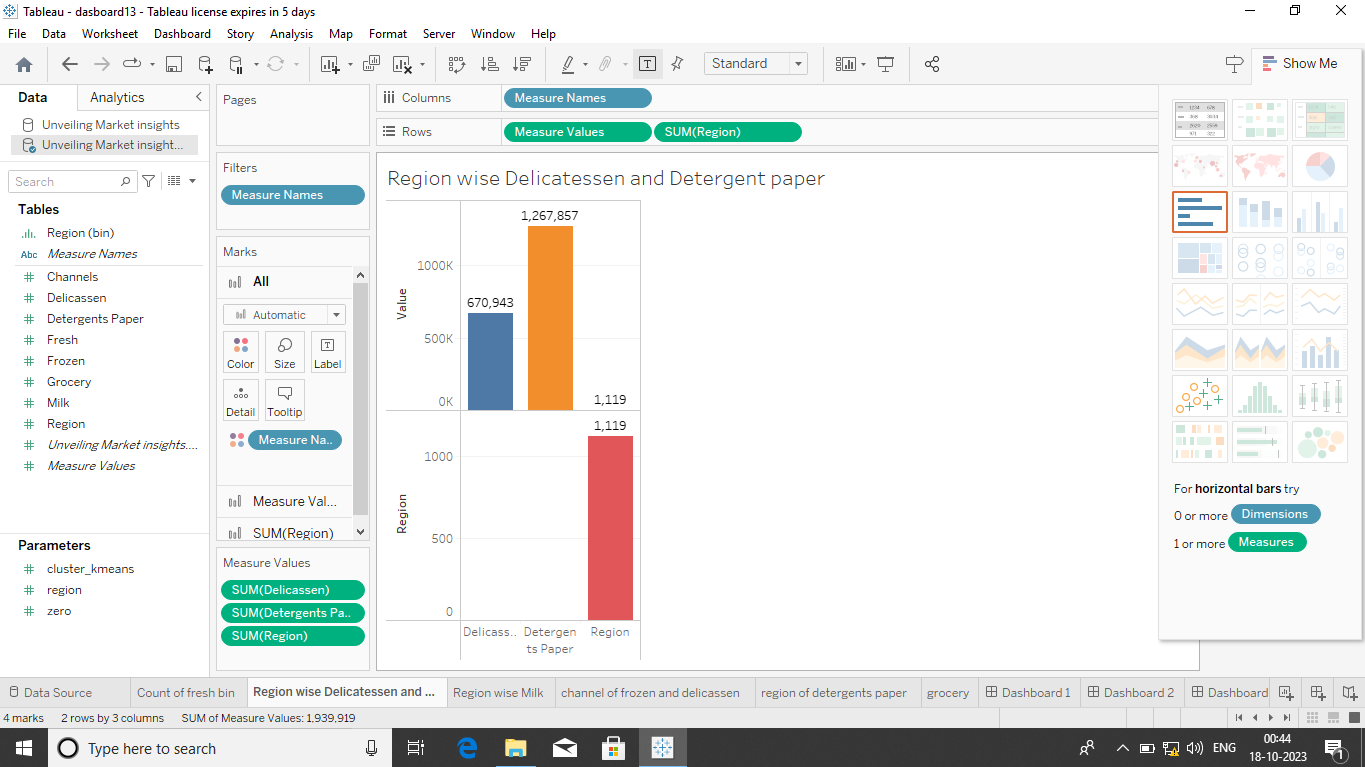 Tableau - dasboard13 - Tableau license expires in 5 days
File Data Worksheet Dashboard Story Analysis Map Format Server Window Help
Standard
Show Me
Data Analytics
Unveiling Market insights
Unveiling Market insight...
Search
Tables
Region (bin)
Abc Measure Names
Channels
Delicassen
Detergents Paper
Fresh
Frozen
Grocery
Milk
Region
Unveiling Market insights....
Measure Values
Parameters
cluster_kmeans
region
zero
Pages
Filters
Measure Names
Marks
All
Automatic
Color Size Label
Detail Tooltip
Measure Na..
Measure Val...
SUM(Region)
Measure Values
SUM(Delicassen)
SUM(Detergents Pa..
SUM(Region)
Columns Measure Names
Rows Measure Values SUM(Region)
Region wise Delicatessen and Detergent paper
1,267,857
1000K
670,943
Value
500K
0K
1,119
1,119
1000
Region
500
0
Delicass.. Detergen Region
ts Paper
For horizontal bars try
0 or more Dimensions
1 or more Measures
Data Source Count of fresh bin Region wise Delicatessen and ... Region wise Milk channel of frozen and delicassen region of detergents paper grocery Dashboard 1 Dashboard 2 Dashboard
4 marks 2 rows by 3 columns SUM of Measure Values: 1,939,919
Type here to search
ENG
00:44
18-10-2023
1